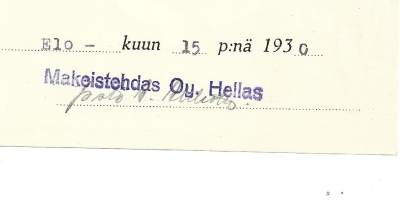 Elo - kuun 15 p:nä 1930
Makeistehdas Oy. Hellas